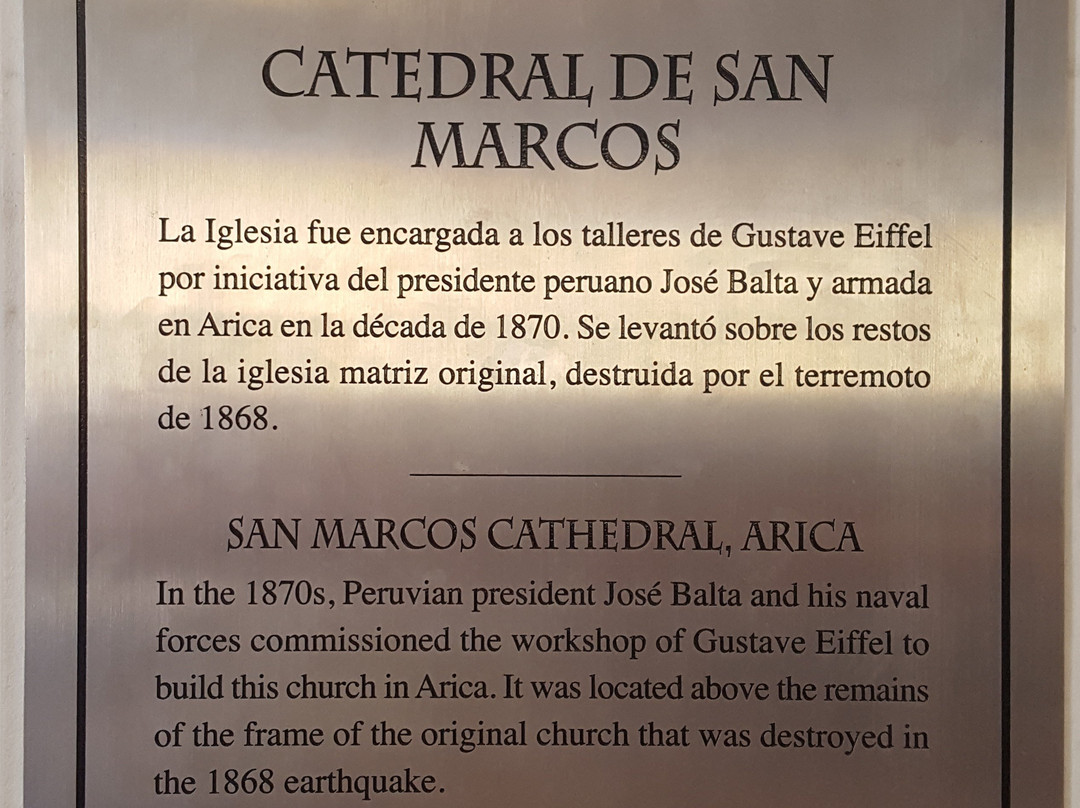 CATEDRAL DE SAN
MARCOS
La Iglesia fue encargada a los talleres de Gustave Eiffel
por iniciativa del presidente peruano José Balta y armada
en Arica en la década de 1870. Se levantó sobre los restos
de la iglesia matriz original, destruida por el terremoto
de 1868.
SAN MARCOS CATHEDRAL, ARICA
In the 1870s, Peruvian president José Balta and his naval
forces commissioned the workshop of Gustave Eiffel to
build this church in Arica. It was located above the remains
of the frame of the original church that was destroyed in
the 1868 earthquake.